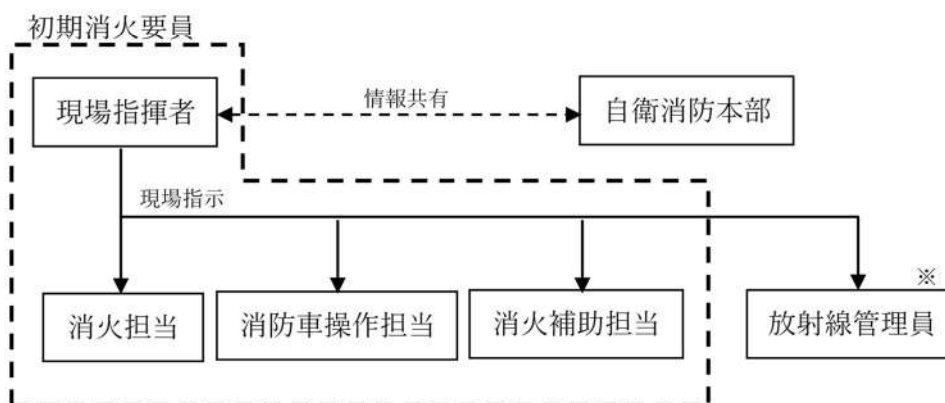 初期消火要員
現場指揮者
情報共有
自衛消防本部
現場指示
※
消火担当
消防車操作担当
消火補助担当
放射線管理員